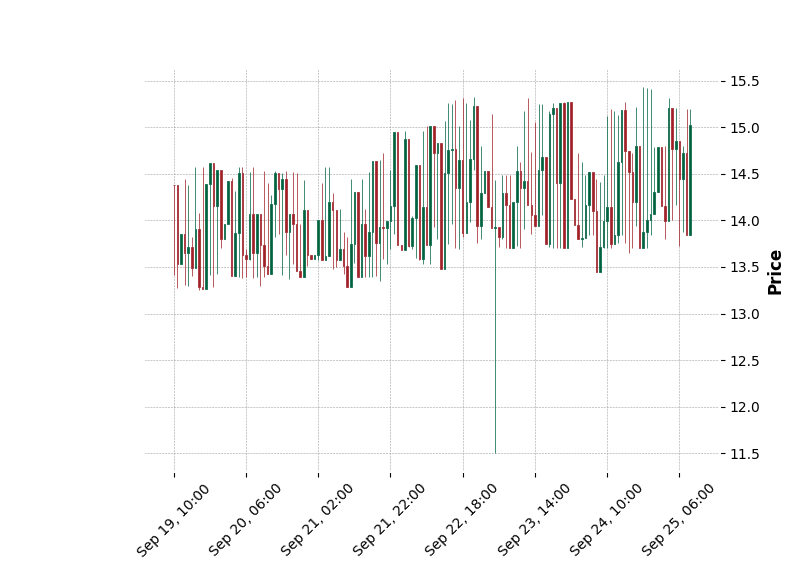 15.5
15.0
14.5
14.0
13.5
13.0
12.5
12.0
11.5
Price
Sep 19, 10:00
Sep 20, 06:00
Sep 21, 02:00
Sep 21, 22:00
Sep 22, 18:00
Sep 23, 14:00
Sep 24, 10:00
Sep 25, 06:00